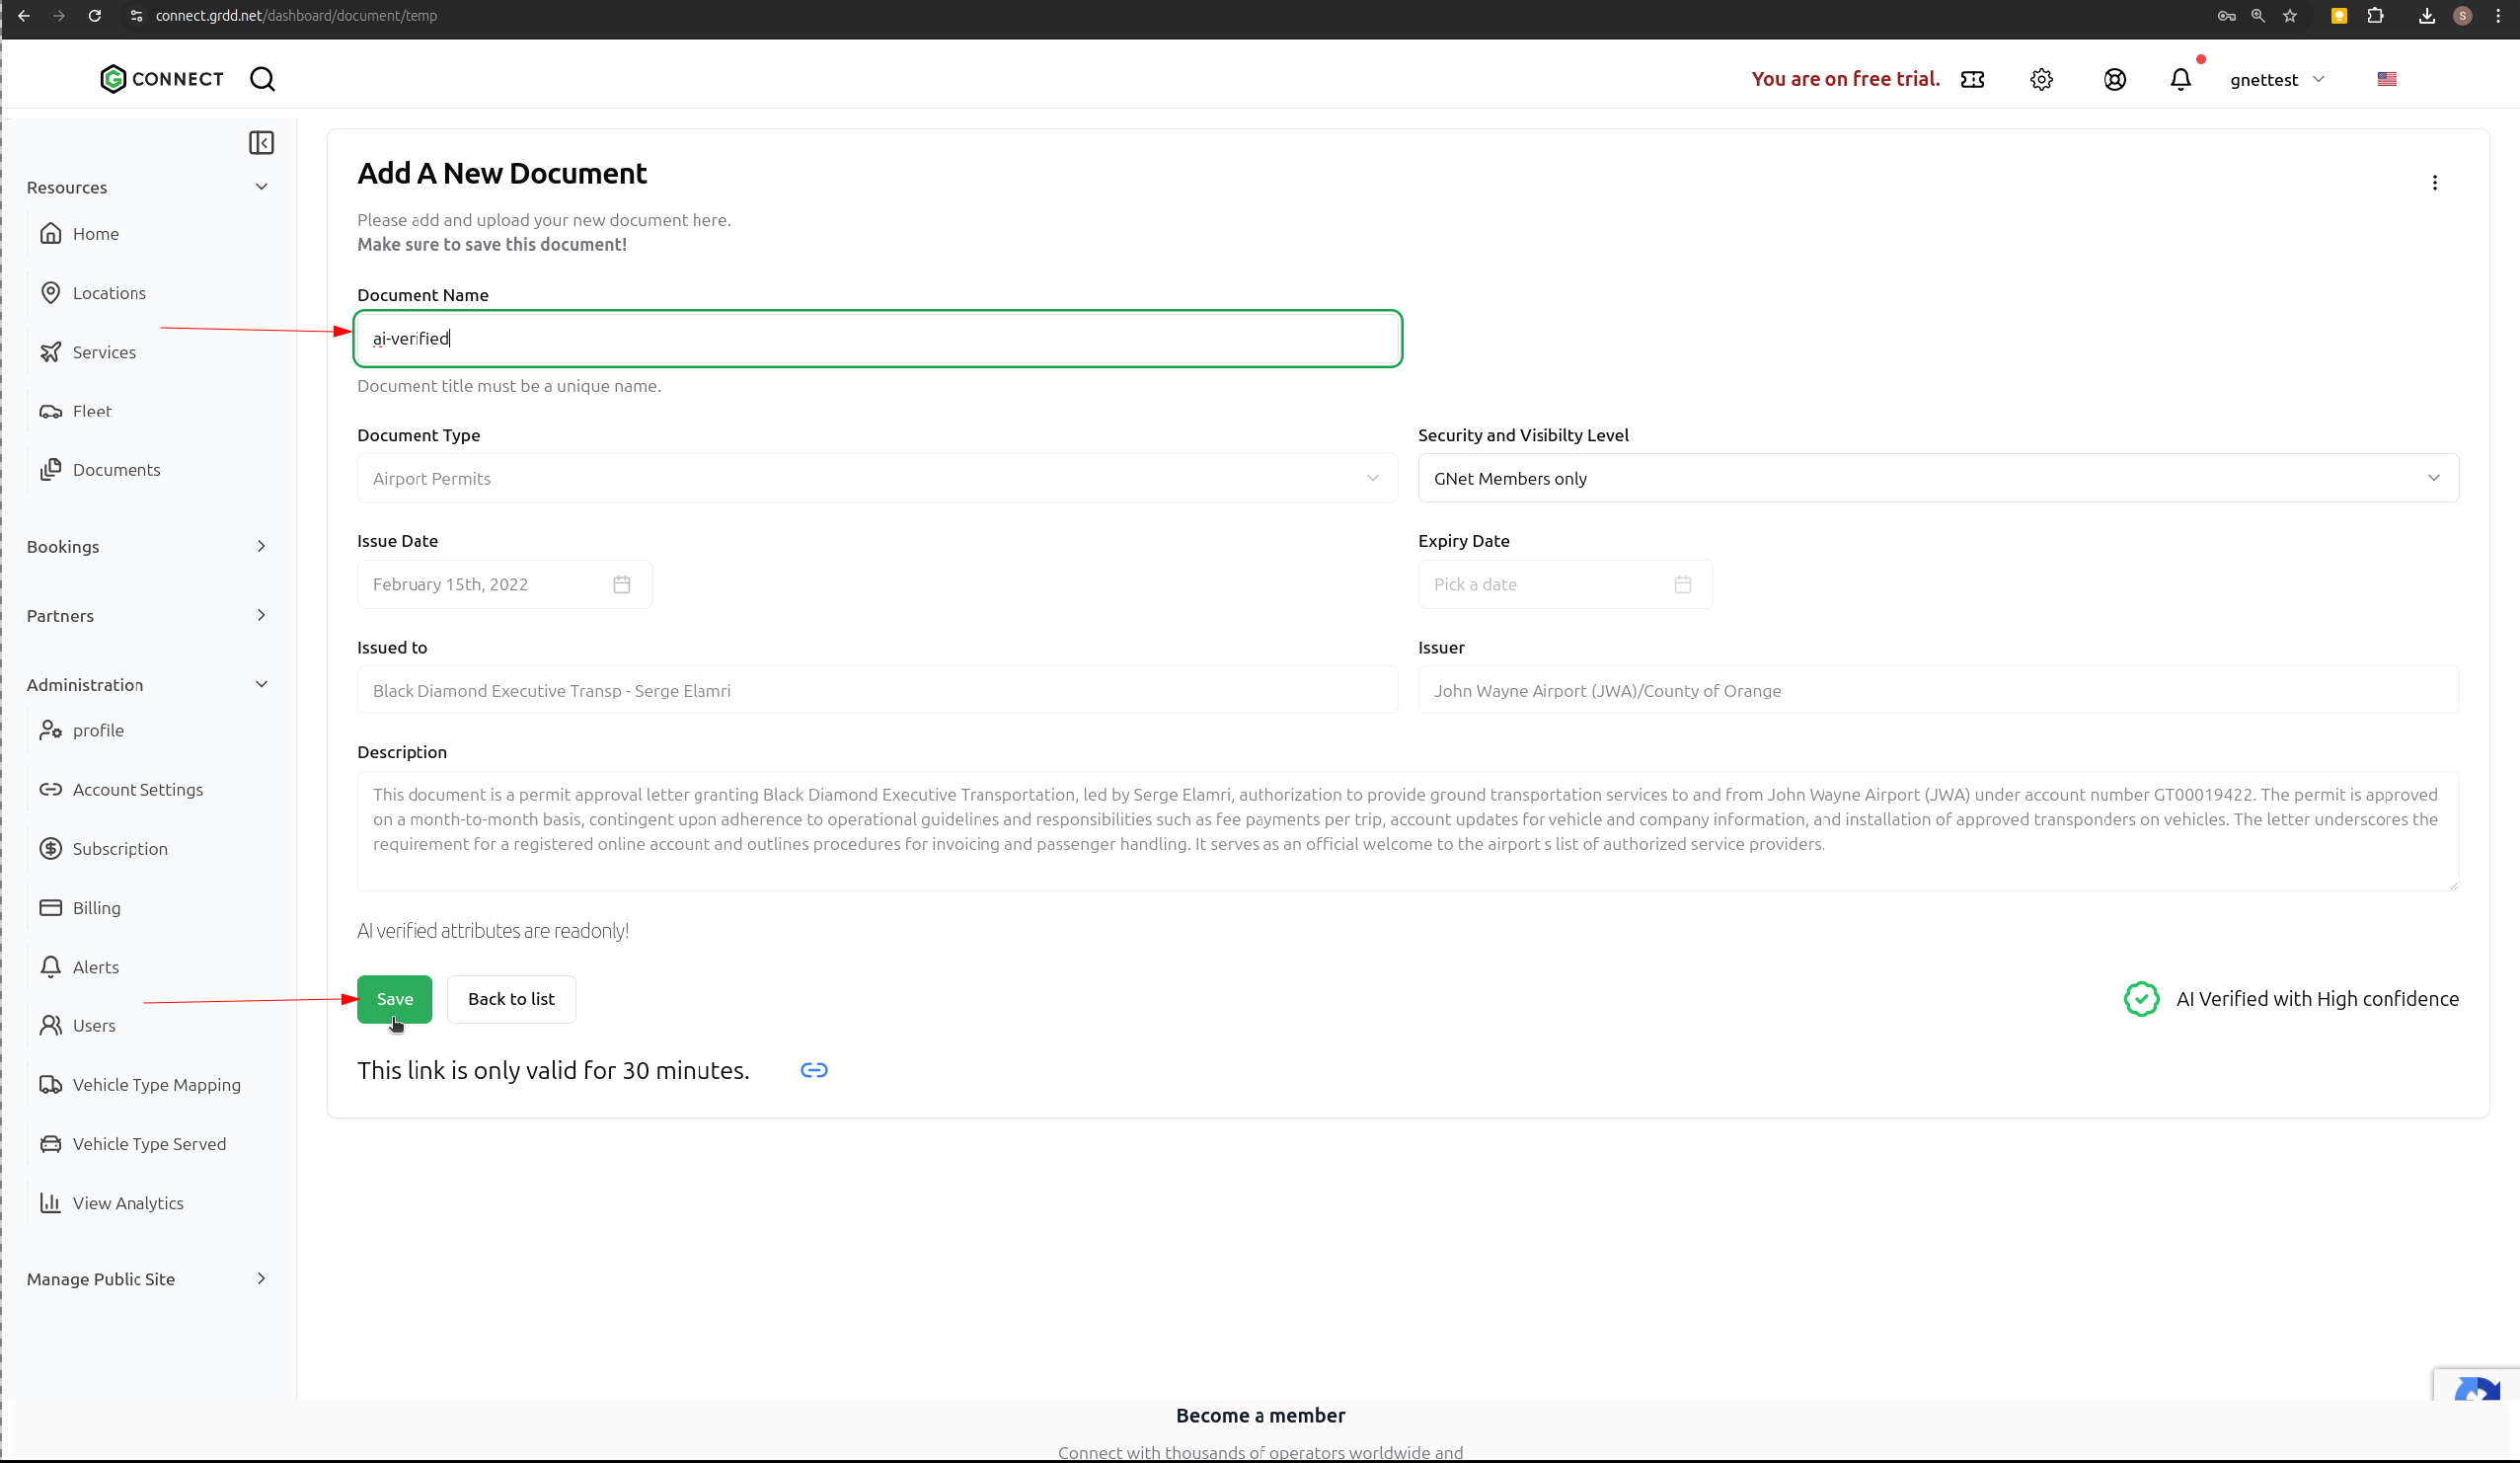 connect.grdd.net/dashboard/document/temp
S
G CONNECT
You are on free trial.
gnettest
Resources
Home
Locations
Services
Fleet
Documents
Bookings
Partners
Administration
profile
Account Settings
Subscription
Billing
Alerts
Users
Vehicle Type Mapping
Vehicle Type Served
View Analytics
Manage Public Site
Add A New Document
Please add and upload your new document here.
Make sure to save this document!
Document Name
ai-verified
Document title must be a unique name.
Document Type
Airport Permits
Security and Visibilty Level
GNet Members only
Issue Date
February 15th, 2022
Expiry Date
Pick a date
Issued to
Black Diamond Executive Transp - Serge Elamri
Issuer
John Wayne Airport (JWA)/County of Orange
Description
This document is a permit approval letter granting Black Diamond Executive Transportation, led by Serge Elamri, authorization to provide ground transportation services to and from John Wayne Airport (JWA) under account number GT00019422. The permit is approved
on a month-to-month basis, contingent upon adherence to operational guidelines and responsibilities such as fee payments per trip, account updates for vehicle and company information, and installation of approved transponders on vehicles. The letter underscores the
requirement for a registered online account and outlines procedures for invoicing and passenger handling. It serves as an official welcome to the airport's list of authorized service providers.
AI verified attributes are readonly!
Save
Back to list
AI Verified with High confidence
This link is only valid for 30 minutes.
Become a member
Connect with thousands of operators worldwide and